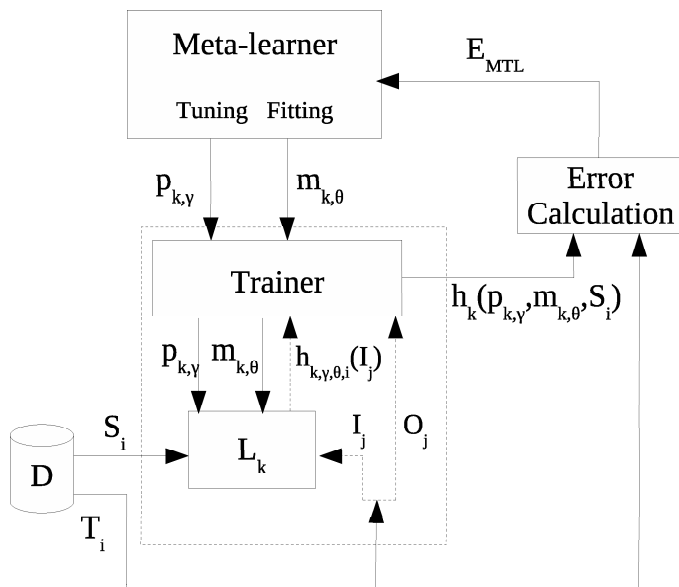 Meta-learner
E_MTL
Tuning Fitting
p_k,γ
m_k,θ
Error
Calculation
Trainer
h_k(p_k,γ,m_k,θ,S_i)
p_k,γ
m_k,θ
h_k,γ,θ,i(I_j)
S_i
I_j
O_j
L_k
D
T_i